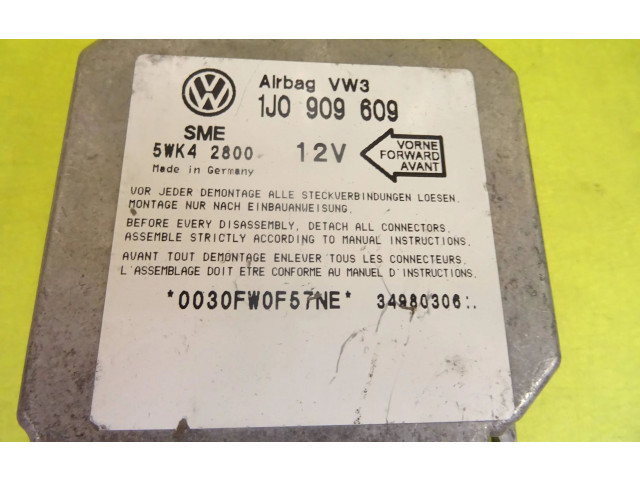 Airbag VW3
1J0 909 609
SME
5WK4 2800 12V
Made in Germany
VORNE
FORWARD
AVANT
VOR JEDER DEMONTAGE ALLE STECKVERBINDUNGEN LOESEN.
MONTAGE NUR NACH EINBAUANWEISUNG.
BEFORE EVERY DISASSEMBLY, DETACH ALL CONNECTORS.
ASSEMBLE STRICTLY ACCORDING TO MANUAL INSTRUCTIONS.
AVANT TOUT DEMONTAGE ENLEVER TOUS LES CONNECTEURS.
L'ASSEMBLAGE DOIT ETRE CONFORME AU MANUEL D'INSTRUCTIONS.
*0030FW0F57NE* 34980306:.